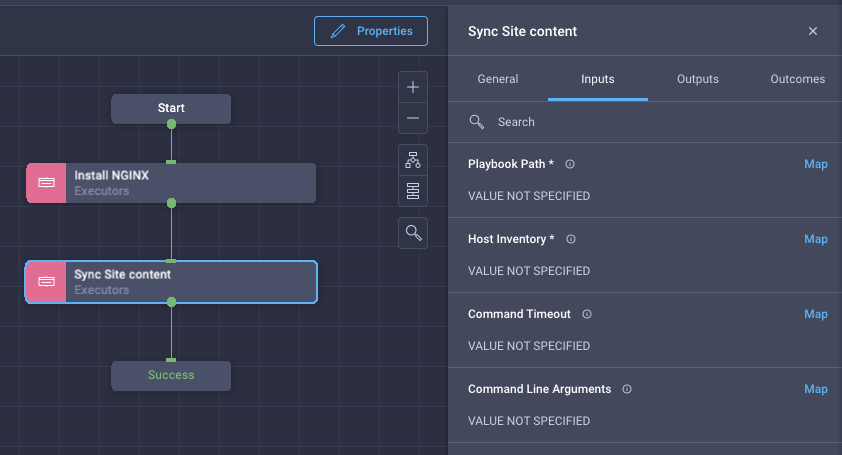 Properties
Start
Install NGINX
Executors
Sync Site content
Executors
Success
Sync Site content
General Inputs Outputs Outcomes
Search
Playbook Path * Map
VALUE NOT SPECIFIED
Host Inventory * Map
VALUE NOT SPECIFIED
Command Timeout Map
VALUE NOT SPECIFIED
Command Line Arguments Map
VALUE NOT SPECIFIED